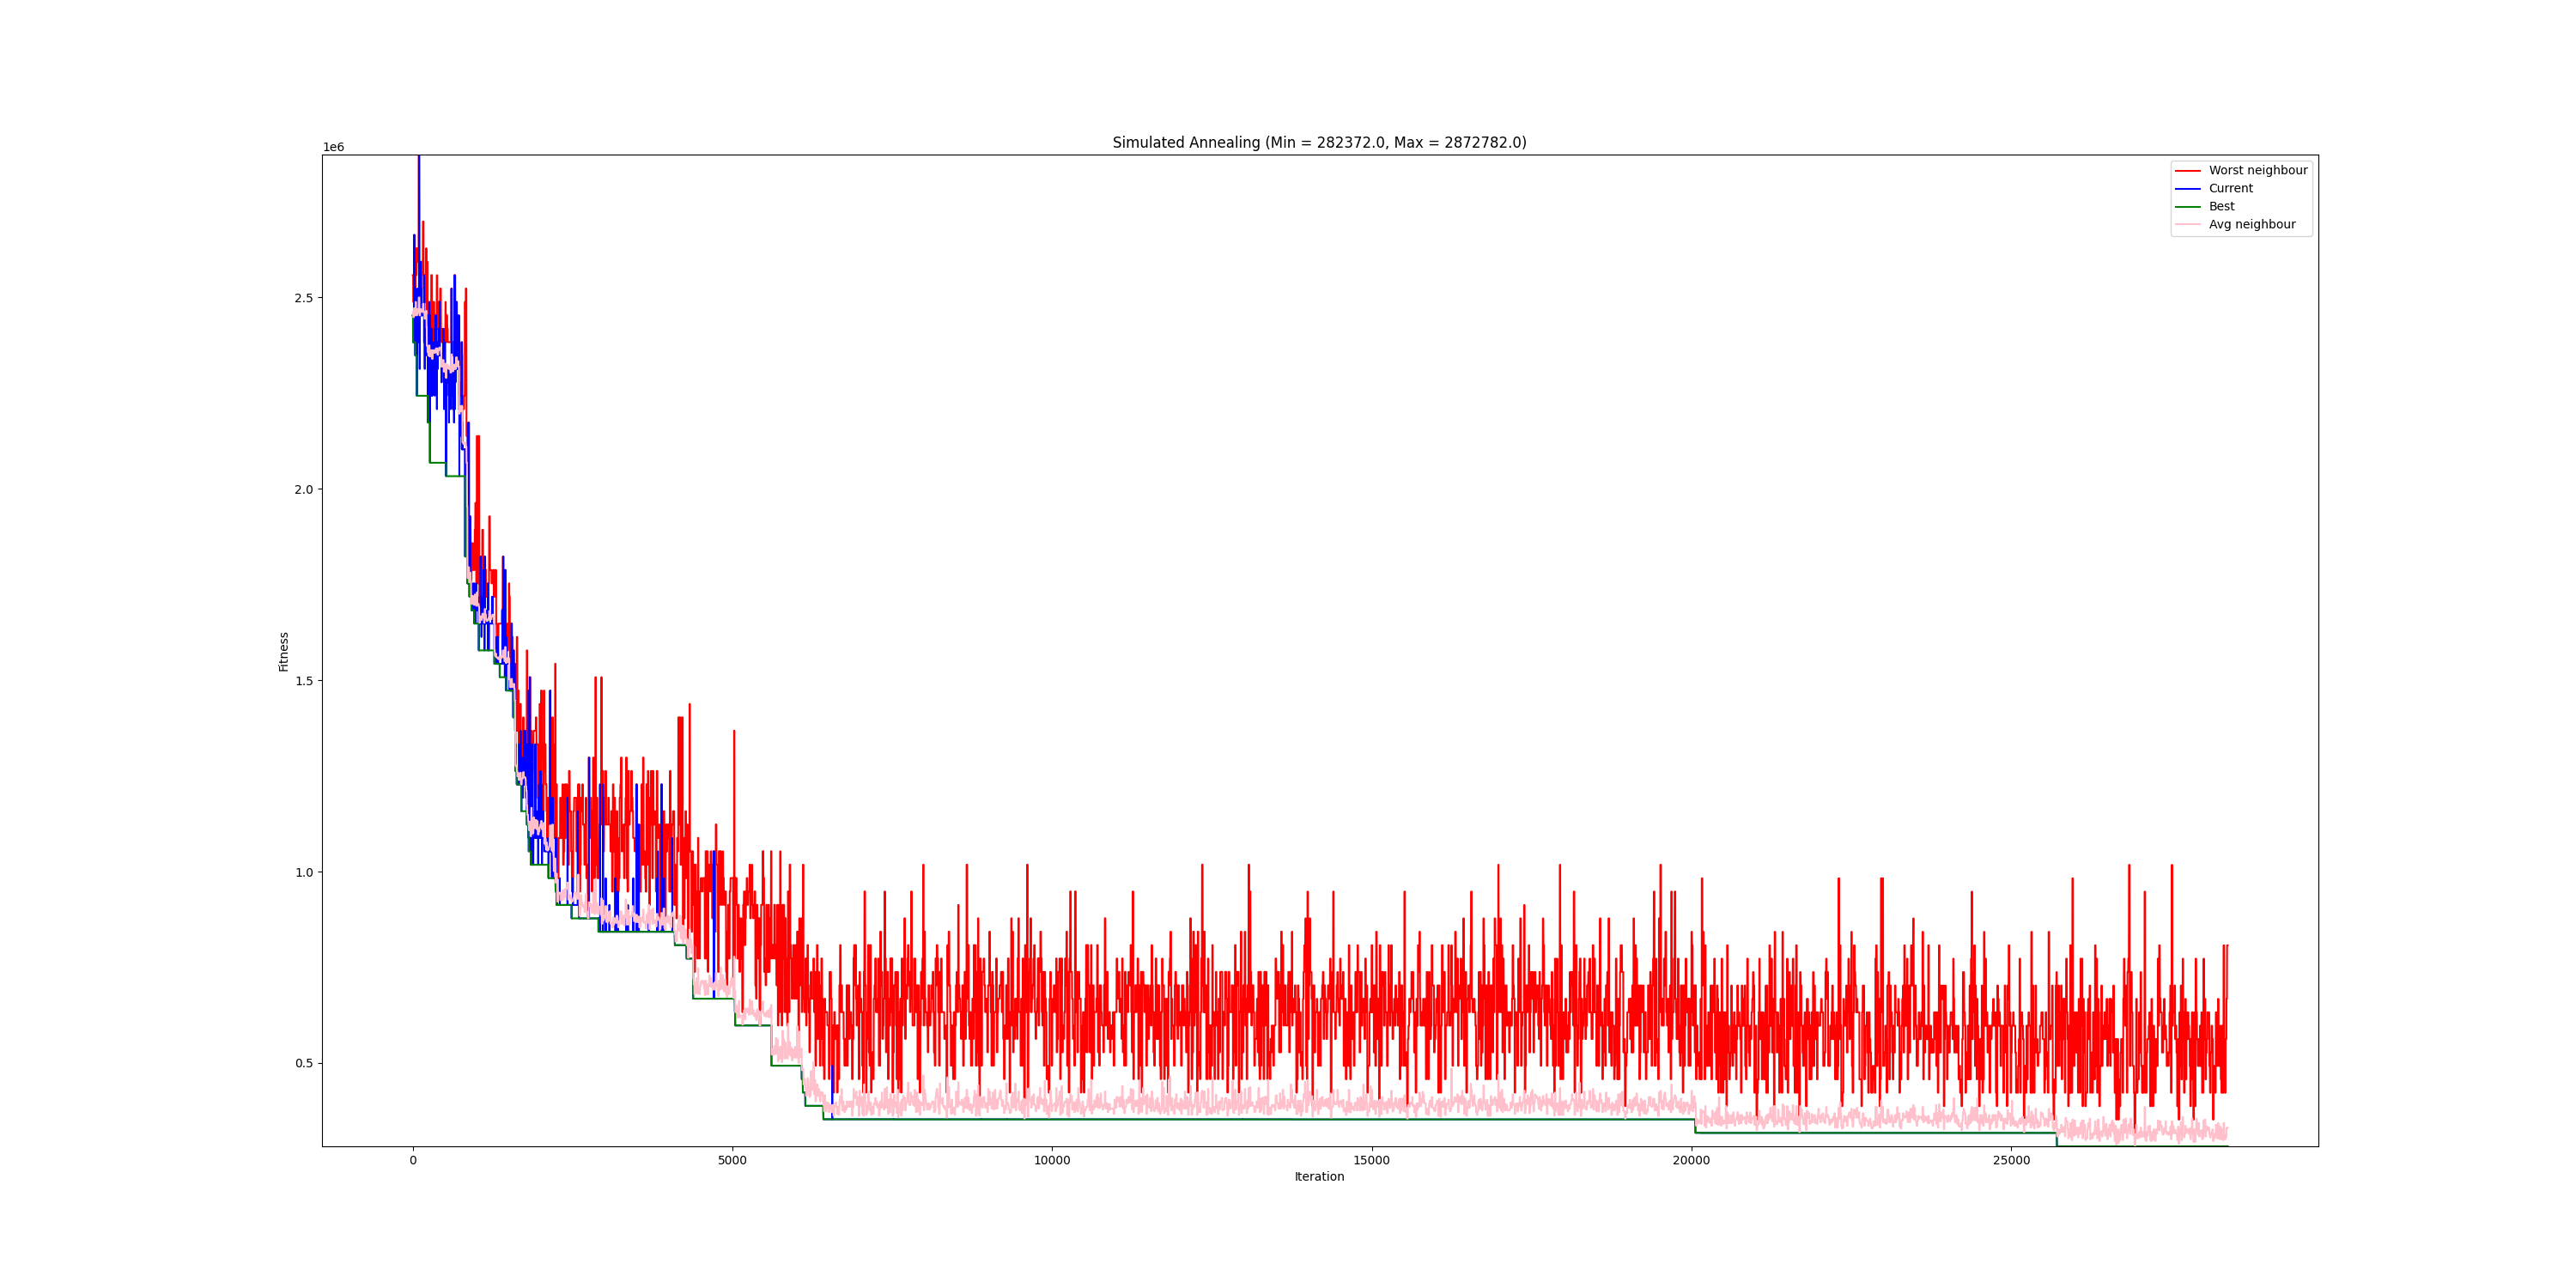 Simulated Annealing (Min = 282372.0, Max = 2872782.0)
1e6
Worst neighbour
Current
Best
Avg neighbour
2.5
2.0
1.5
1.0
0.5
Fitness
0 5000 10000 15000 20000 25000
Iteration